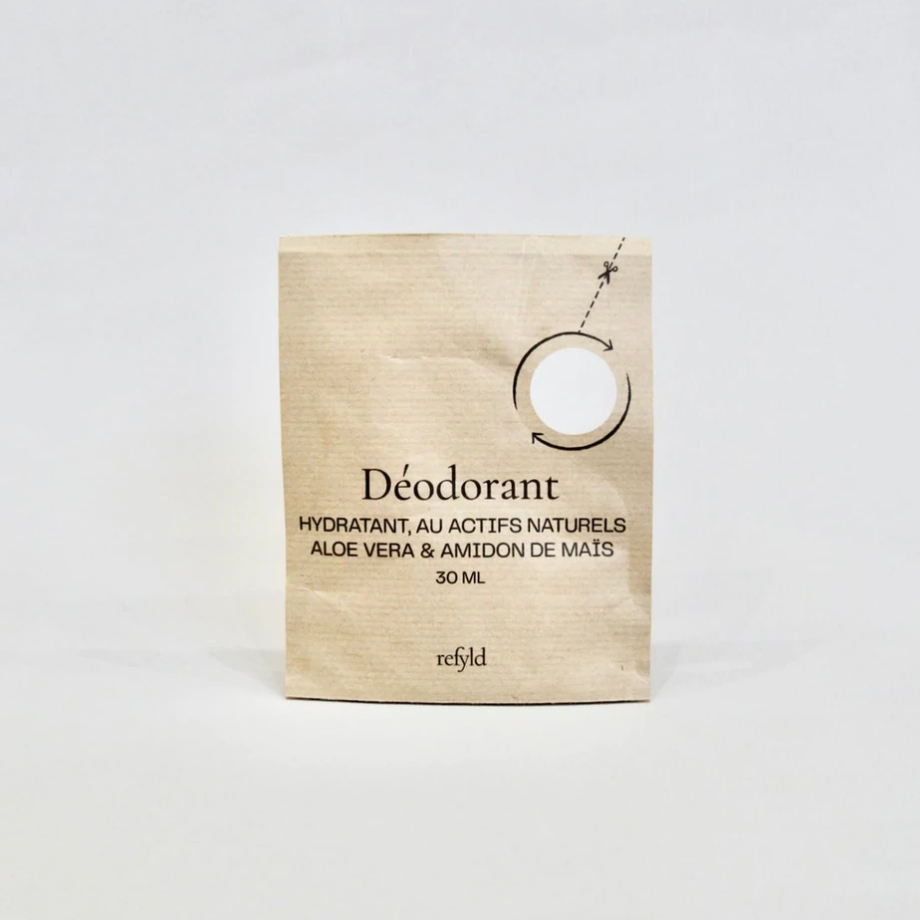 Déodorant
HYDRATANT, AU ACTIFS NATURELS
ALOE VERA & AMIDON DE MAÏS
30 ML
refyld